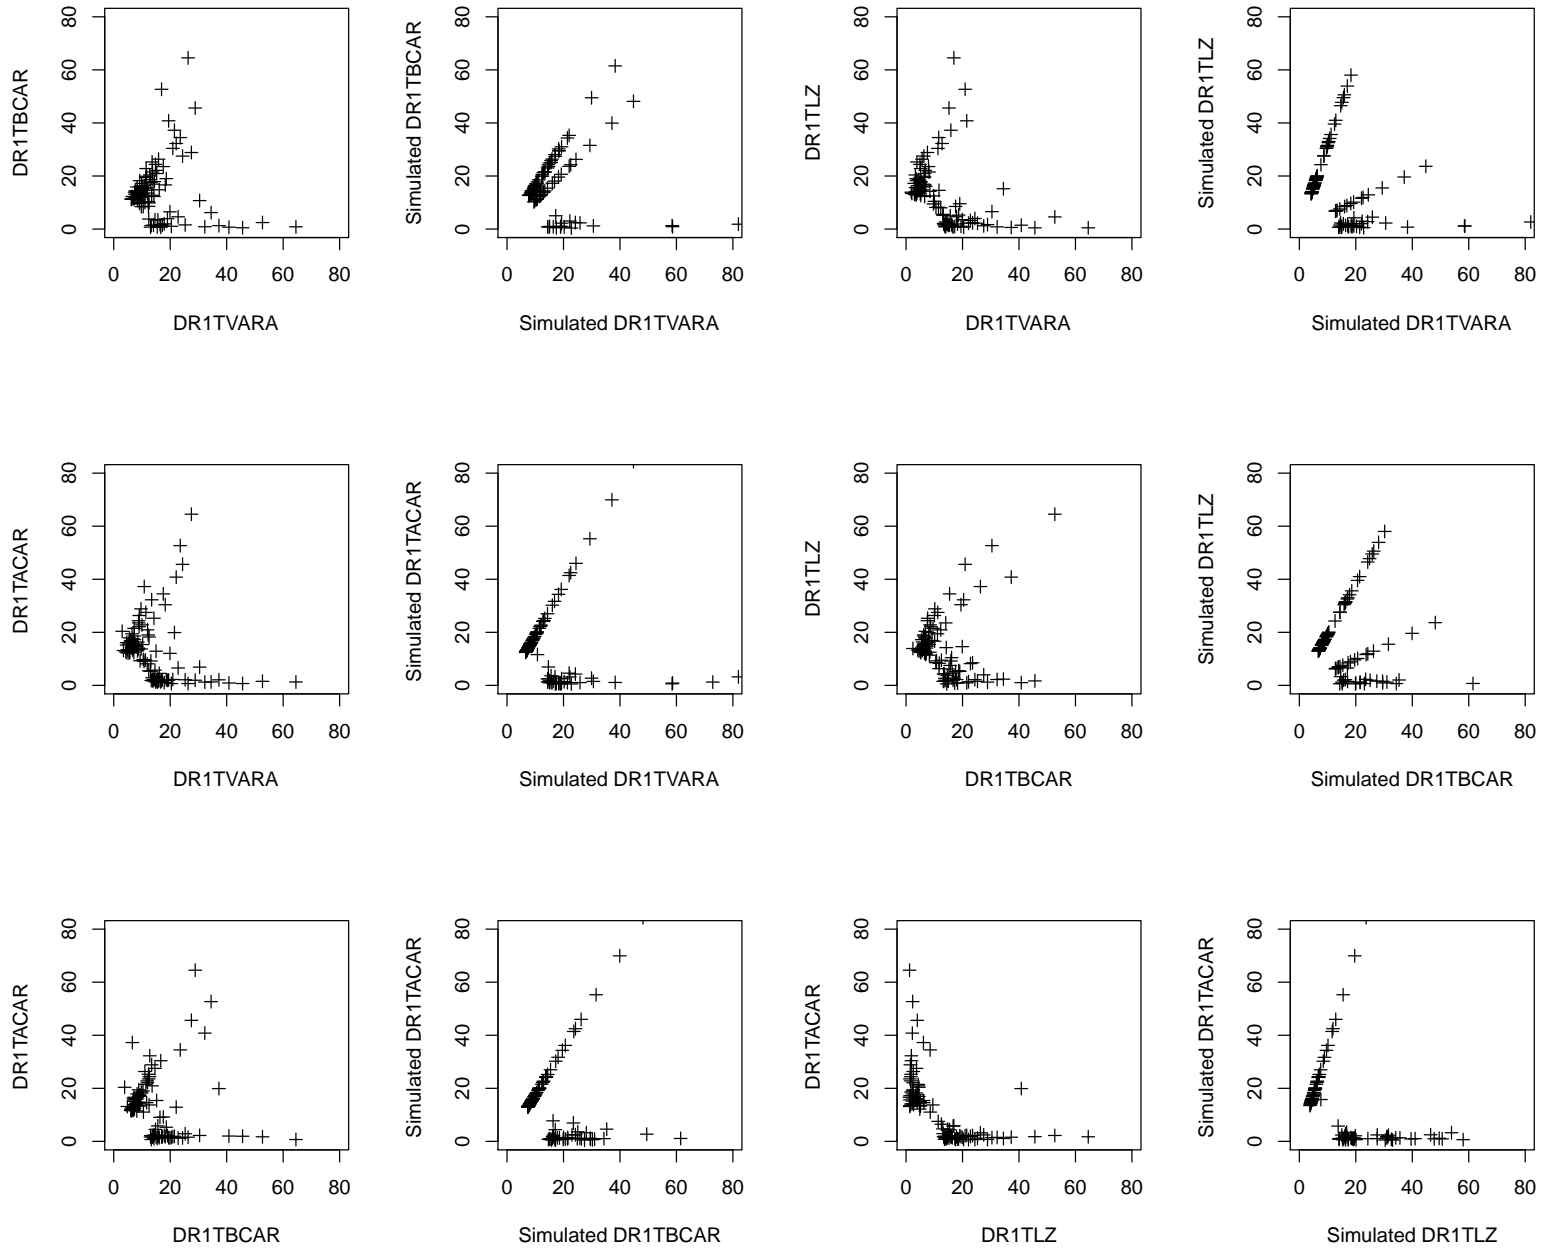 DR1TBCAR
0 20 40 60 80
0 20 40 60 80
DR1TVARA
Simulated DR1TBCAR
0 20 40 60 80
0 20 40 60 80
Simulated DR1TVARA
DR1TLZ
0 20 40 60 80
0 20 40 60 80
DR1TVARA
Simulated DR1TLZ
0 20 40 60 80
0 20 40 60 80
Simulated DR1TVARA
DR1TACAR
0 20 40 60 80
0 20 40 60 80
DR1TVARA
Simulated DR1TACAR
0 20 40 60 80
0 20 40 60 80
Simulated DR1TVARA
DR1TLZ
0 20 40 60 80
0 20 40 60 80
DR1TBCAR
Simulated DR1TLZ
0 20 40 60 80
0 20 40 60 80
Simulated DR1TBCAR
DR1TACAR
0 20 40 60 80
0 20 40 60 80
DR1TBCAR
Simulated DR1TACAR
0 20 40 60 80
0 20 40 60 80
Simulated DR1TBCAR
DR1TACAR
0 20 40 60 80
0 20 40 60 80
DR1TLZ
Simulated DR1TACAR
0 20 40 60 80
0 20 40 60 80
Simulated DR1TLZ